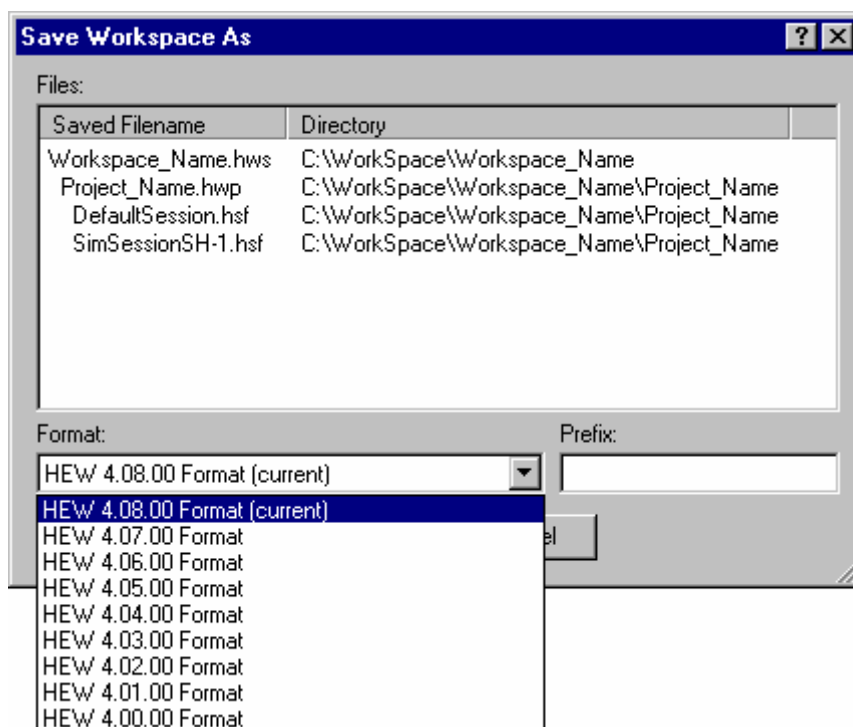 Save Workspace As
Files:
Saved Filename Directory
Workspace_Name.hws C:\WorkSpace\Workspace_Name
Project_Name.hwp C:\WorkSpace\Workspace_Name\Project_Name
DefaultSession.hsf C:\WorkSpace\Workspace_Name\Project_Name
SimSessionSH-1.hsf C:\WorkSpace\Workspace_Name\Project_Name
Format: Prefix:
HEW 4.08.00 Format (current)
HEW 4.08.00 Format (current)
HEW 4.07.00 Format
HEW 4.06.00 Format
HEW 4.05.00 Format
HEW 4.04.00 Format
HEW 4.03.00 Format
HEW 4.02.00 Format
HEW 4.01.00 Format
HEW 4.00.00 Format